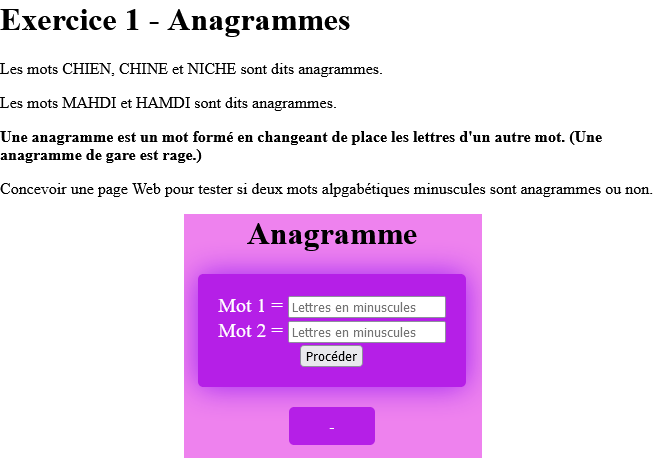 Exercice 1 - Anagrammes
Les mots CHIEN, CHINE et NICHE sont dits anagrammes.
Les mots MAHDI et HAMDI sont dits anagrammes.
Une anagramme est un mot formé en changeant de place les lettres d'un autre mot. (Une
anagramme de gare est rage.)
Concevoir une page Web pour tester si deux mots alpgabétiques minuscules sont anagrammes ou non.
Anagramme
Mot 1 = Lettres en minuscules
Mot 2 = Lettres en minuscules
Procéder
-